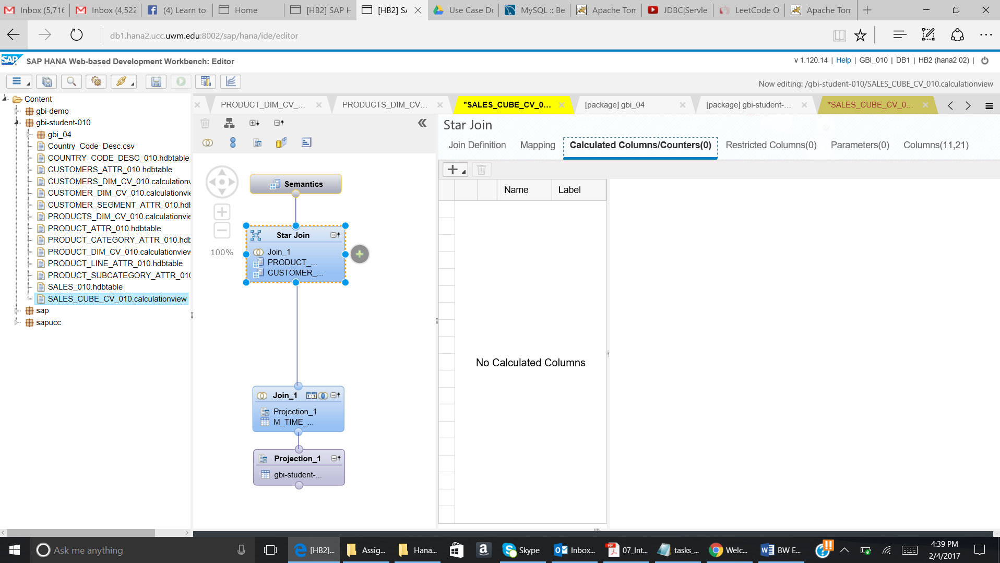 Inbox (5,716
Inbox (4,522
(4) Learn to
Home
[HB2] SAP H
[HB2] SA
Use Case Do
MySQL :: Be
Apache Tom
JDBC|Servle
LeetCode O
Apache Tom
db1.hana2.ucc.uwm.edu:8002/sap/hana/ide/editor
SAP SAP HANA Web-based Development Workbench: Editor
v 1.120.14 | Help | GBI_010 | DB1 | HB2 (hana2 02) |
Now editing: /gbi-student-010/SALES_CUBE_CV_010.calculationview
Content
gbi-demo
gbi-student-010
gbi_04
Country_Code_Desc.csv
COUNTRY_CODE_DESC_010.hdbtable
CUSTOMERS_ATTR_010.hdbtable
CUSTOMERS_DIM_CV_010.calculationv
CUSTOMER_DIM_CV_010.calculationvie
CUSTOMER_SEGMENT_ATTR_010.hdb
PRODUCTS_DIM_CV_010.calculationvie
PRODUCT_ATTR_010.hdbtable
PRODUCT_CATEGORY_ATTR_010.hdb
PRODUCT_DIM_CV_010.calculationview
PRODUCT_LINE_ATTR_010.hdbtable
PRODUCT_SUBCATEGORY_ATTR_010
SALES_010.hdbtable
SALES_CUBE_CV_010.calculationview
sap
sapucc
PRODUCT_DIM_CV_...
PRODUCTS_DIM_CV...
*SALES_CUBE_CV_0...
[package] gbi_04
[package] gbi-student-...
*SALES_CUBE_CV_0...
100%
Semantics
Star Join
Join_1
PRODUCT_...
CUSTOMER_...
Join_1
Projection_1
M_TIME_...
Projection_1
gbi-student-...
Star Join
Join Definition
Mapping
Calculated Columns/Counters(0)
Restricted Columns(0)
Parameters(0)
Columns(11,21)
Name
Label
No Calculated Columns
Ask me anything
[HB2]...
Assig...
Hana...
Skype
Inbox...
07_Int...
tasks_...
Welc...
BW E...
4:39 PM
2/4/2017